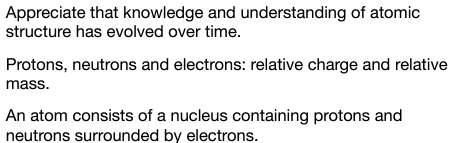 Appreciate that knowledge and understanding of atomic
structure has evolved over time.
Protons, neutrons and electrons: relative charge and relative
mass.
An atom consists of a nucleus containing protons and
neutrons surrounded by electrons.